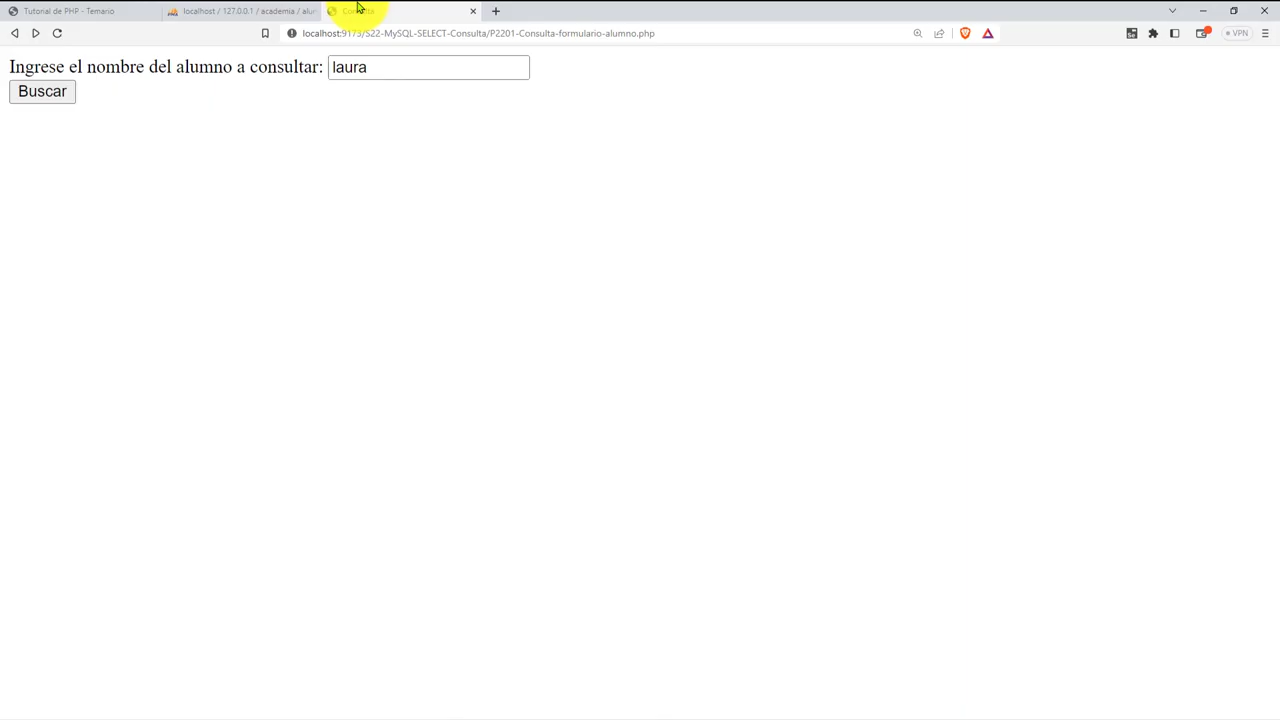 Tutorial de PHP - Temario
localhost / 127.0.0.1 / academia / alu
Consulta
localhost:9173/S22-MySQL-SELECT-Consulta/P2201-Consulta-formulario-alumno.php
VPN
Ingrese el nombre del alumno a consultar: laura
Buscar